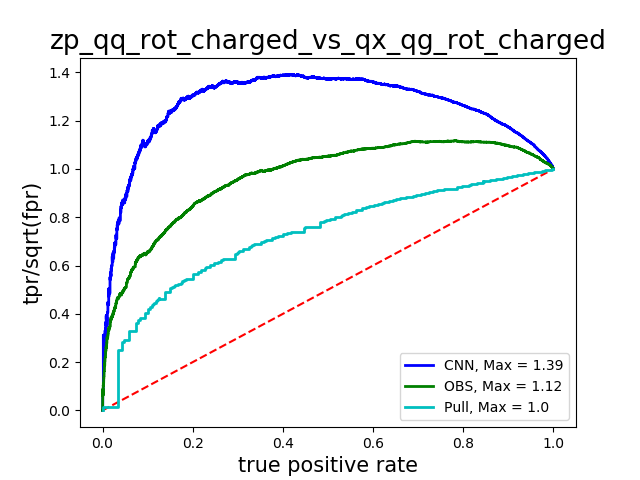 zp_qq_rot_charged_vs_qx_qg_rot_charged
tpr/sqrt(fpr)
1.4
1.2
1.0
0.8
0.6
0.4
0.2
0.0
CNN, Max = 1.39
OBS, Max = 1.12
Pull, Max = 1.0
0.0 0.2 0.4 0.6 0.8 1.0
true positive rate